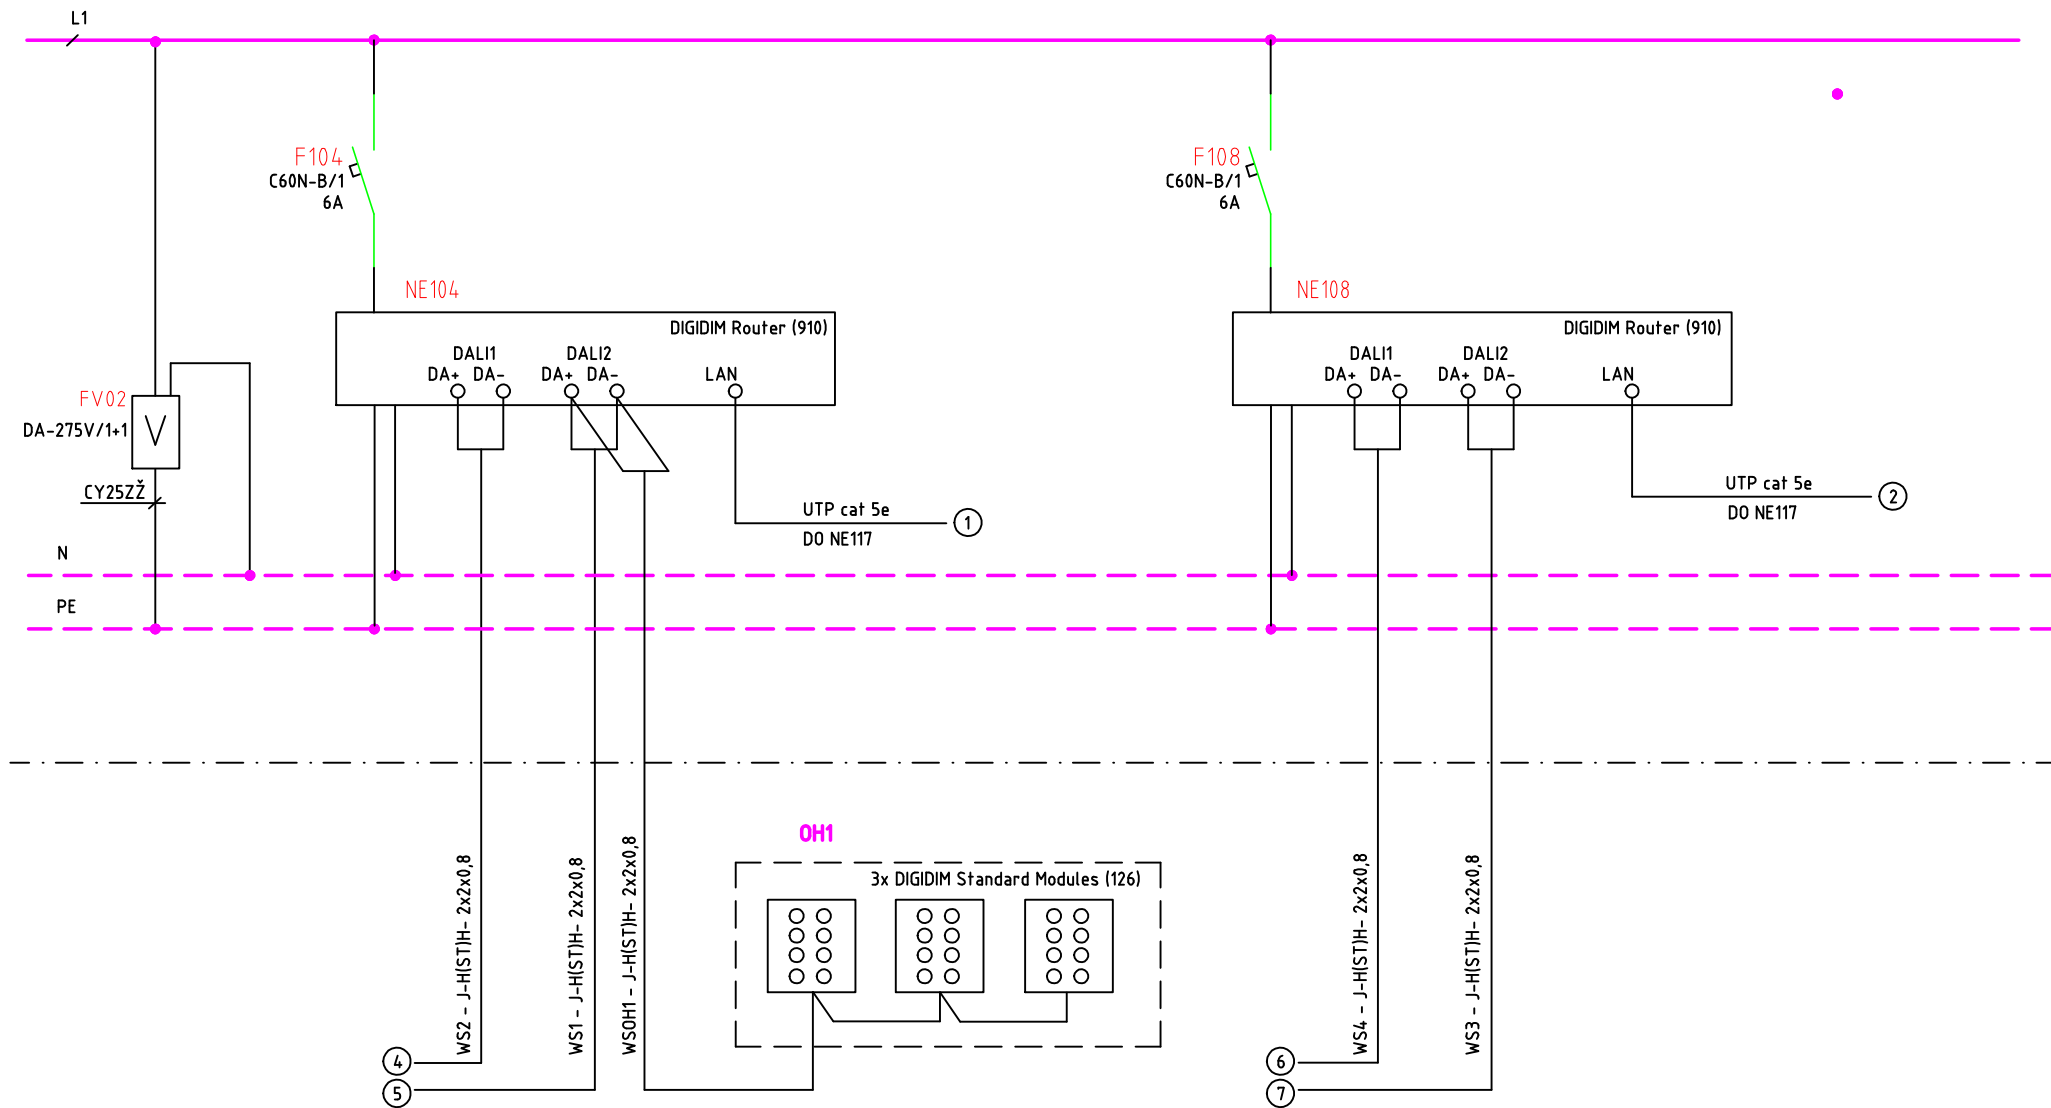 L1
F104
C60N-B/1
6A
F108
C60N-B/1
6A
NE104
DIGIDIM Router (910)
DALI1
DALI2
DA+ DA-
DA+ DA-
LAN
NE108
DIGIDIM Router (910)
DALI1
DALI2
DA+ DA-
DA+ DA-
LAN
FV02
DA-275V/1+1
V
CY25ZŽ
UTP cat 5e
DO NE117
1
UTP cat 5e
DO NE117
2
N
PE
OH1
3x DIGIDIM Standard Modules (126)
WS2 - J-H(ST)H- 2x2x0,8
WS1 - J-H(ST)H- 2x2x0,8
WSOH1 - J-H(ST)H- 2x2x0,8
WS4 - J-H(ST)H- 2x2x0,8
WS3 - J-H(ST)H- 2x2x0,8
4
5
6
7